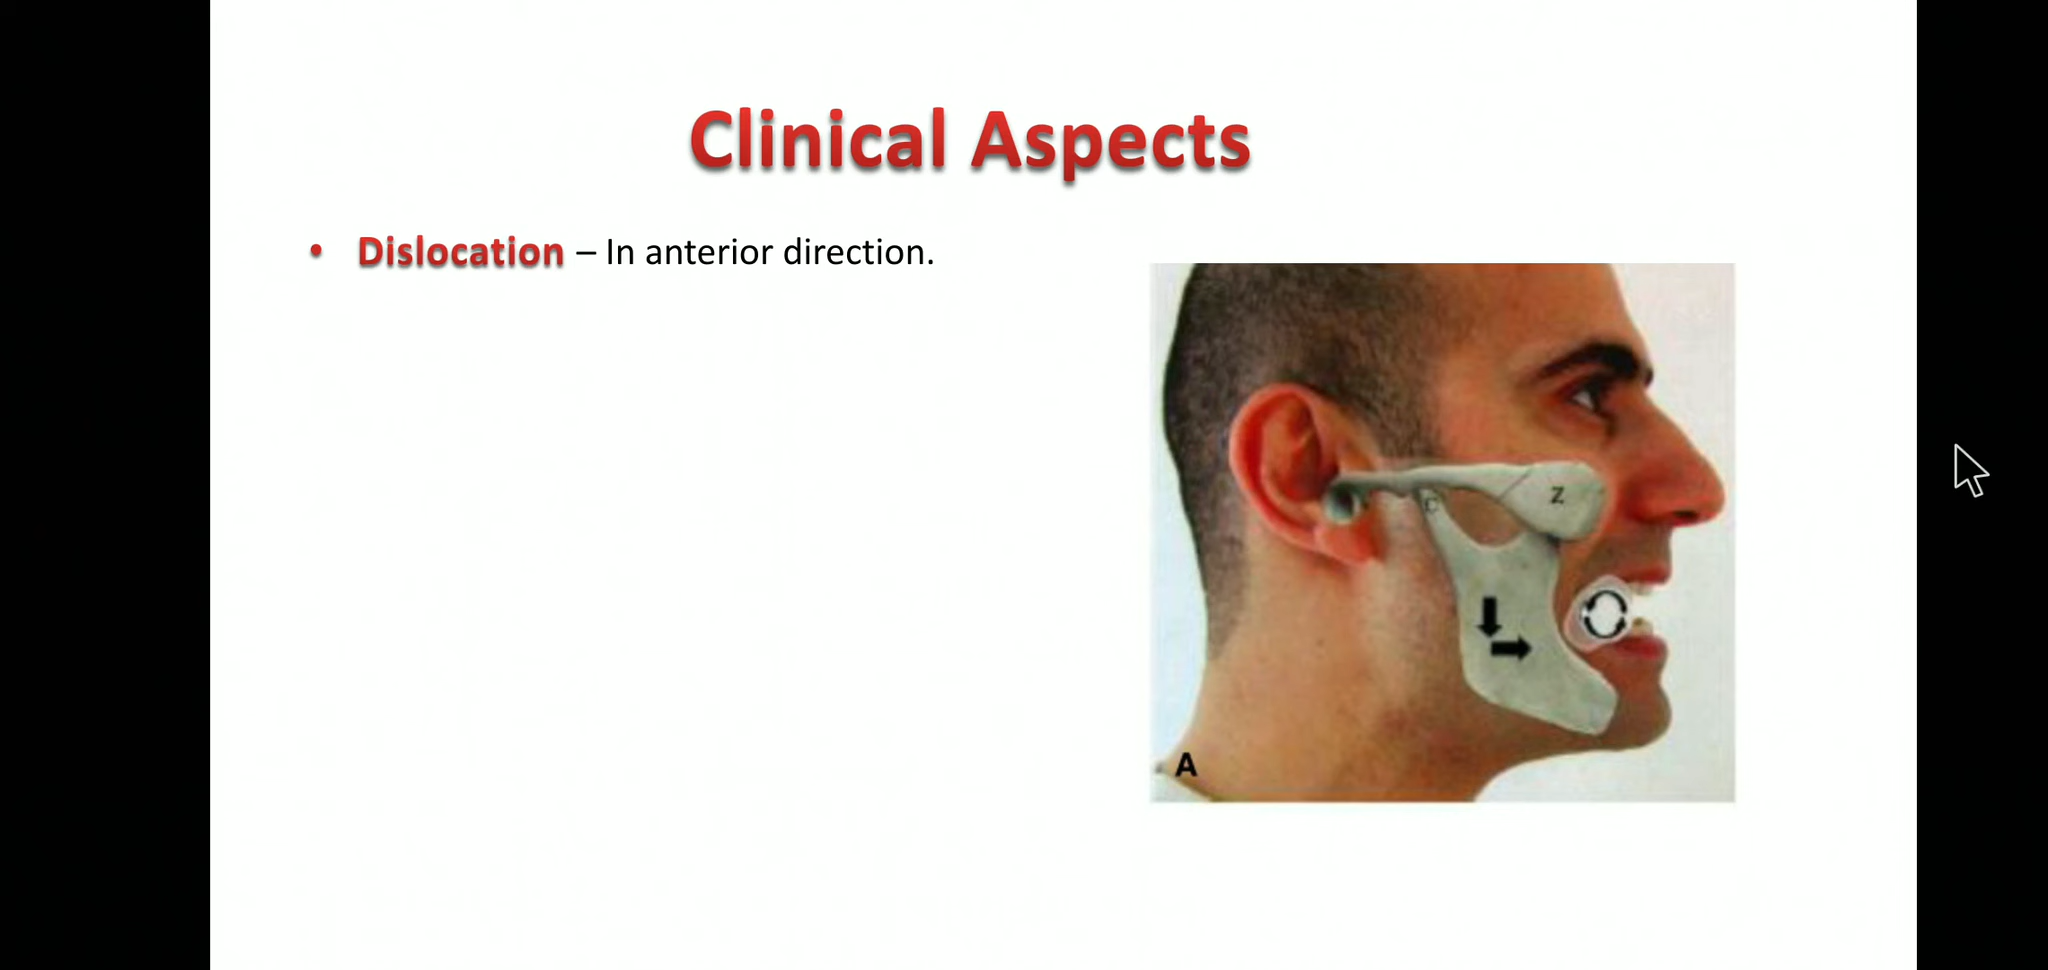 Clinical Aspects
• Dislocation – In anterior direction.
Z
C
A